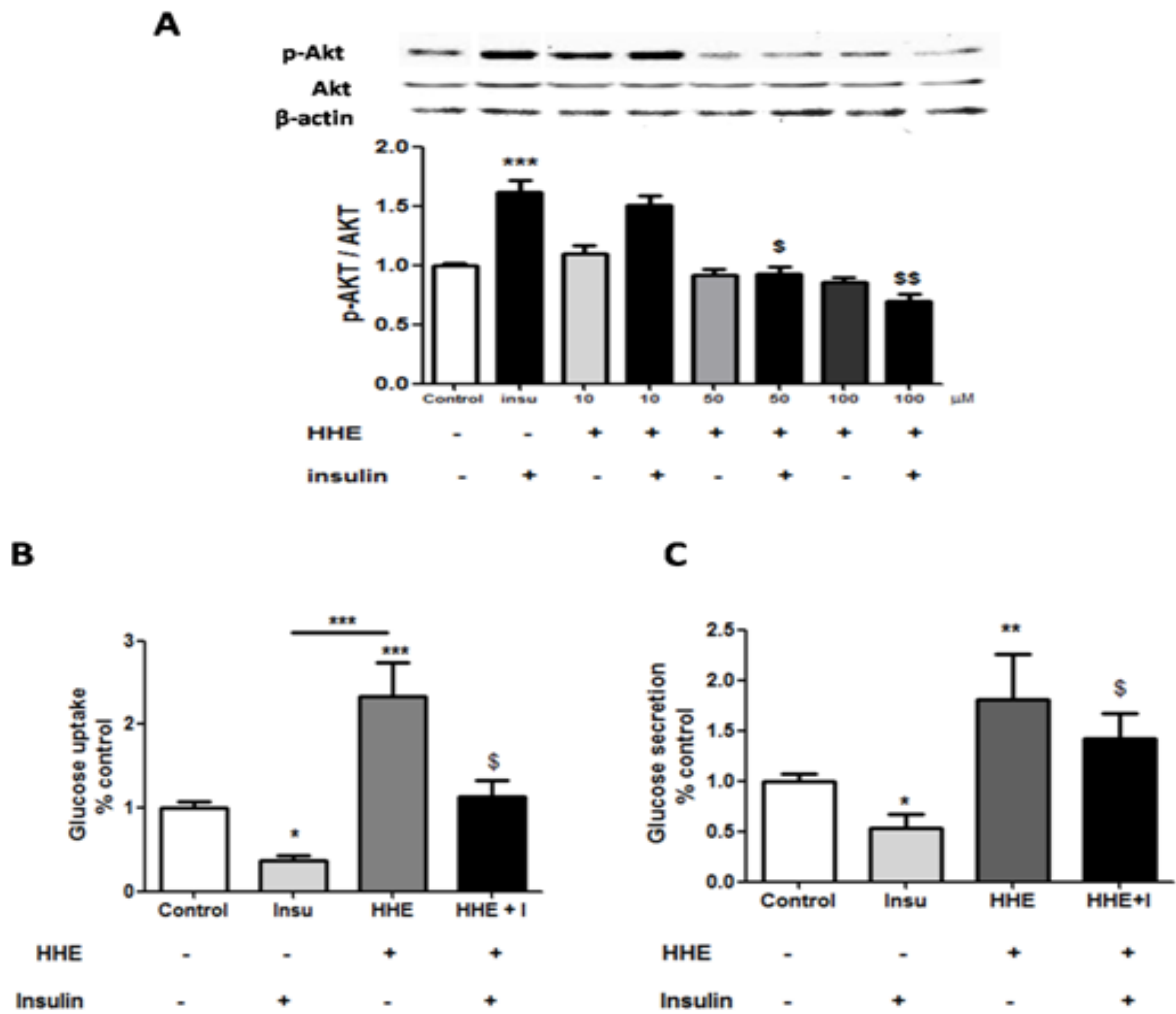 A
p-Akt
Akt
β-actin
p-AKT / AKT
2.0
1.5
1.0
0.5
0.0
***
$
$$
Control insu 10 10 50 50 100 100 μM
HHE - - + + + + + +
insulin - + - + - + - +
B
Glucose uptake
% control
3
2
1
0
***
***
*
$
Control Insu HHE HHE + I
HHE - - + +
Insulin - + - +
C
Glucose secretion
% control
2.5
2.0
1.5
1.0
0.5
0.0
**
$
*
Control Insu HHE HHE+I
HHE - - + +
Insulin - + - +